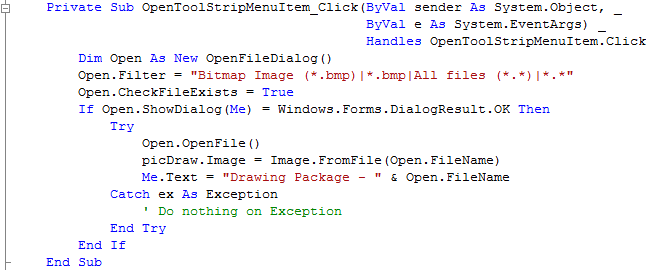 Private Sub OpenToolStripMenuItem_Click(ByVal sender As System.Object, _
ByVal e As System.EventArgs) _
Handles OpenToolStripMenuItem.Click
Dim Open As New OpenFileDialog()
Open.Filter = "Bitmap Image (*.bmp)|*.bmp|All files (*.*)|*.*"
Open.CheckFileExists = True
If Open.ShowDialog(Me) = Windows.Forms.DialogResult.OK Then
Try
Open.OpenFile()
picDraw.Image = Image.FromFile(Open.FileName)
Me.Text = "Drawing Package - " & Open.FileName
Catch ex As Exception
' Do nothing on Exception
End Try
End If
End Sub